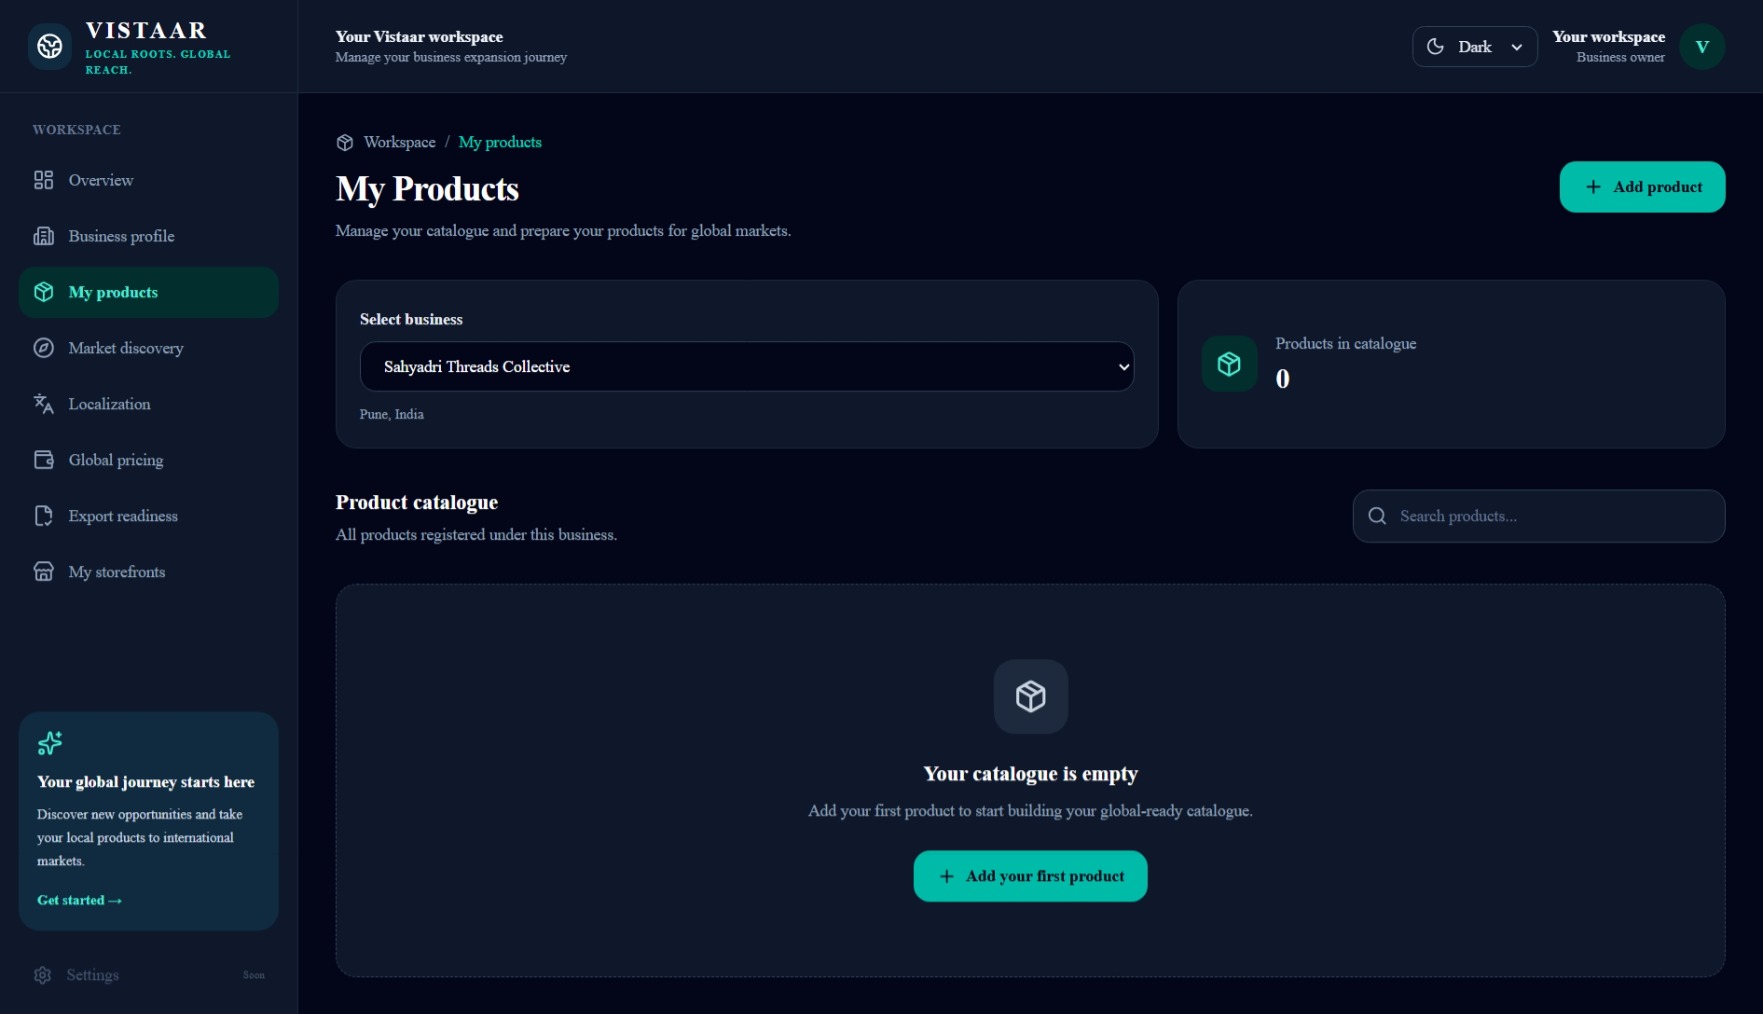 VISTAAR
LOCAL ROOTS. GLOBAL
REACH.
Your Vistaar workspace
Manage your business expansion journey
Dark
Your workspace
Business owner
V
WORKSPACE
Overview
Business profile
My products
Market discovery
Localization
Global pricing
Export readiness
My storefronts
Your global journey starts here
Discover new opportunities and take
your local products to international
markets.
Get started →
Settings
Soon
Workspace / My products
My Products
Manage your catalogue and prepare your products for global markets.
+ Add product
Select business
Sahyadri Threads Collective
Pune, India
Products in catalogue
0
Product catalogue
All products registered under this business.
Search products...
Your catalogue is empty
Add your first product to start building your global-ready catalogue.
+ Add your first product